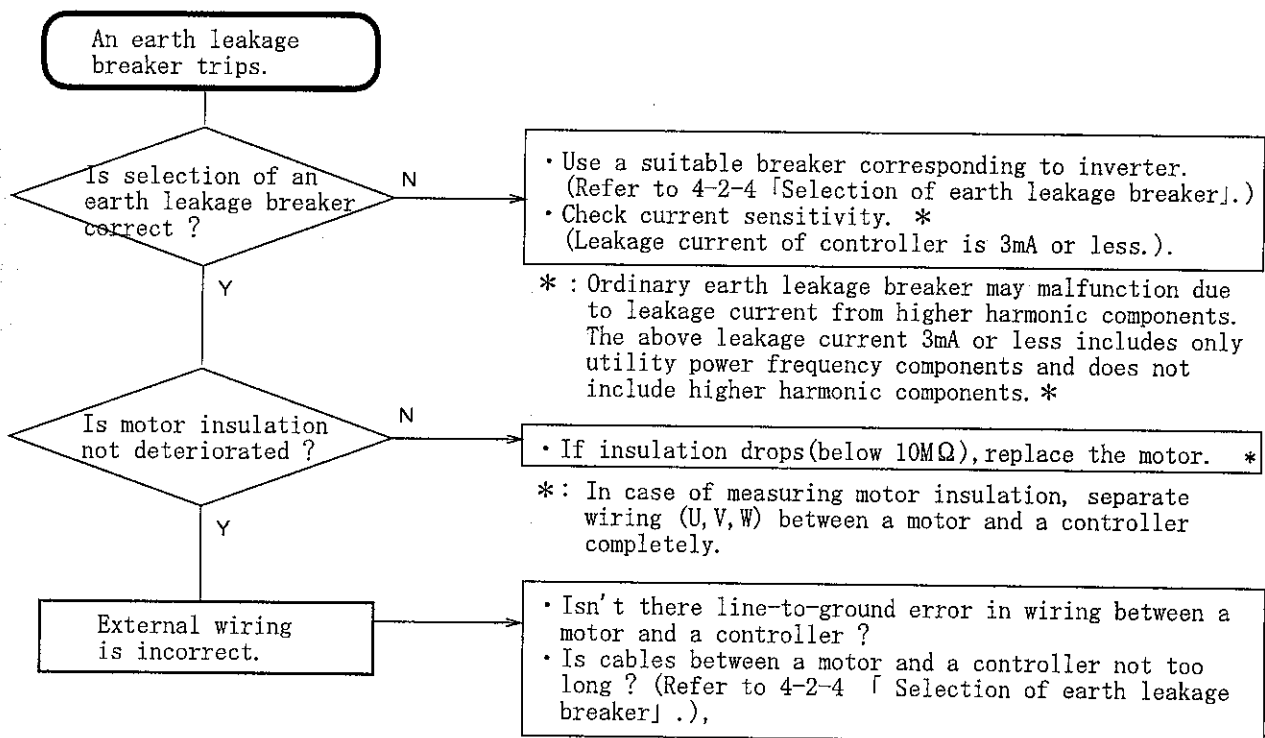 An earth leakage
breaker trips.
Is selection of an
earth leakage breaker
correct ?
N
・Use a suitable breaker corresponding to inverter.
(Refer to 4-2-4「Selection of earth leakage breaker」.)
・Check current sensitivity. *
(Leakage current of controller is 3mA or less.).
Y
* : Ordinary earth leakage breaker may malfunction due
to leakage current from higher harmonic components.
The above leakage current 3mA or less includes only
utility power frequency components and does not
include higher harmonic components. *
Is motor insulation
not deteriorated ?
N
・If insulation drops(below 10MΩ),replace the motor. *
*: In case of measuring motor insulation, separate
wiring (U,V,W) between a motor and a controller
completely.
Y
External wiring
is incorrect.
・Isn't there line-to-ground error in wiring between a
motor and a controller ?
・Is cables between a motor and a controller not too
long ? (Refer to 4-2-4 「 Selection of earth leakage
breaker」 .),